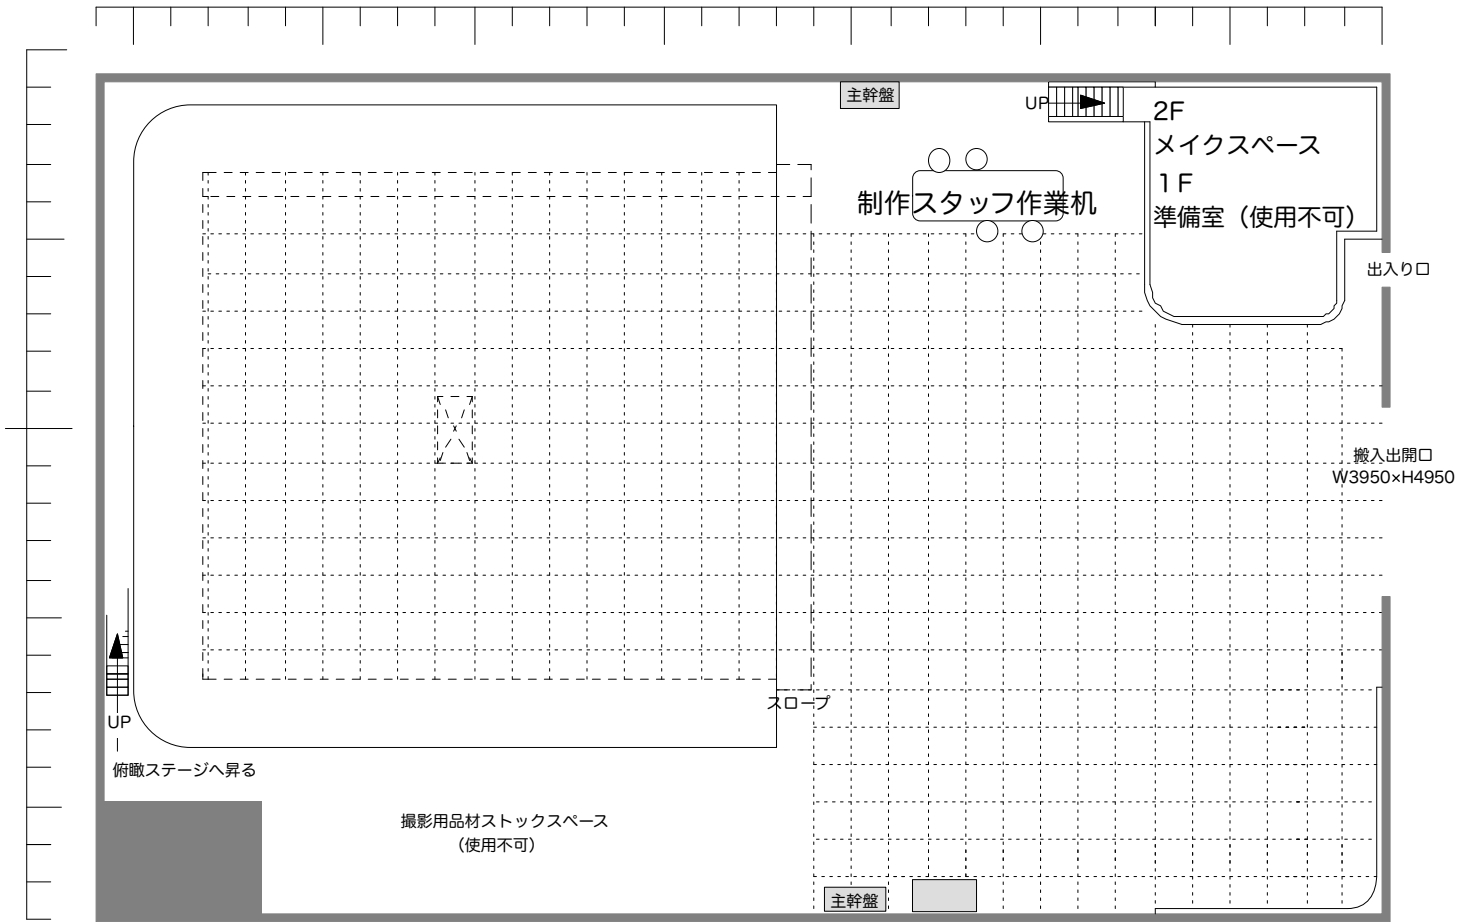 主幹盤
UP
2F
メイクスペース
1F
準備室（使用不可）
制作スタッフ作業机
出入り口
搬入出開口
W3950×H4950
スロープ
UP
俯瞰ステージへ昇る
撮影用品材ストックスペース
（使用不可）
主幹盤